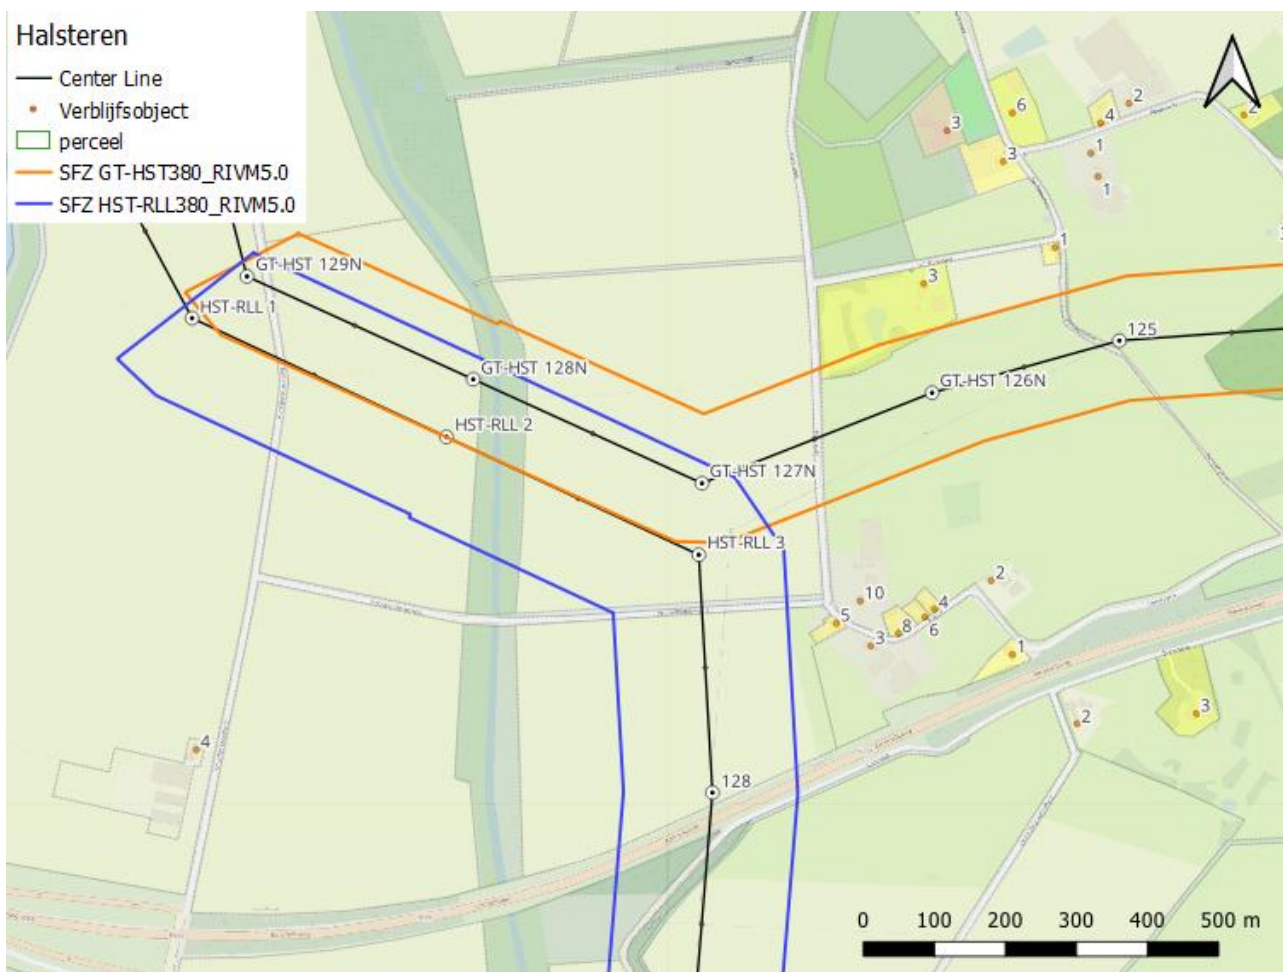 Halsteren
Center Line
Verblijfsobject
perceel
SFZ GT-HST380_RIVM5.0
SFZ HST-RLL380_RIVM5.0
2
6
4
2
3
3
1
1
1
GT-HST 129N
3
HST-RLL 1
125
GT-HST 128N
GT-HST 126N
HST-RLL 2
GT-HST 127N
HST-RLL 3
2
10
4
5
8
6
3
1
3
2
4
128
0 100 200 300 400 500 m